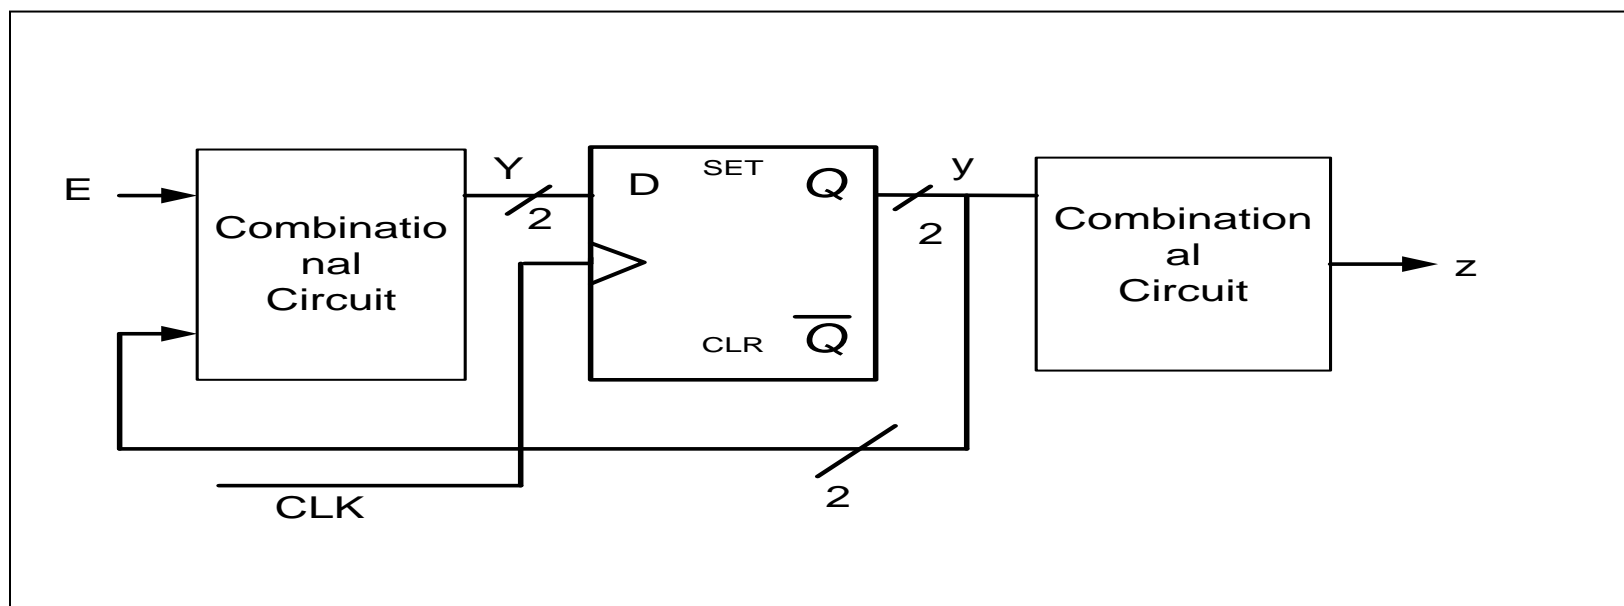 E
Combinatio
nal
Circuit
Y
2
D
SET
Q
CLR
Q̅
y
2
Combination
al
Circuit
z
2
CLK